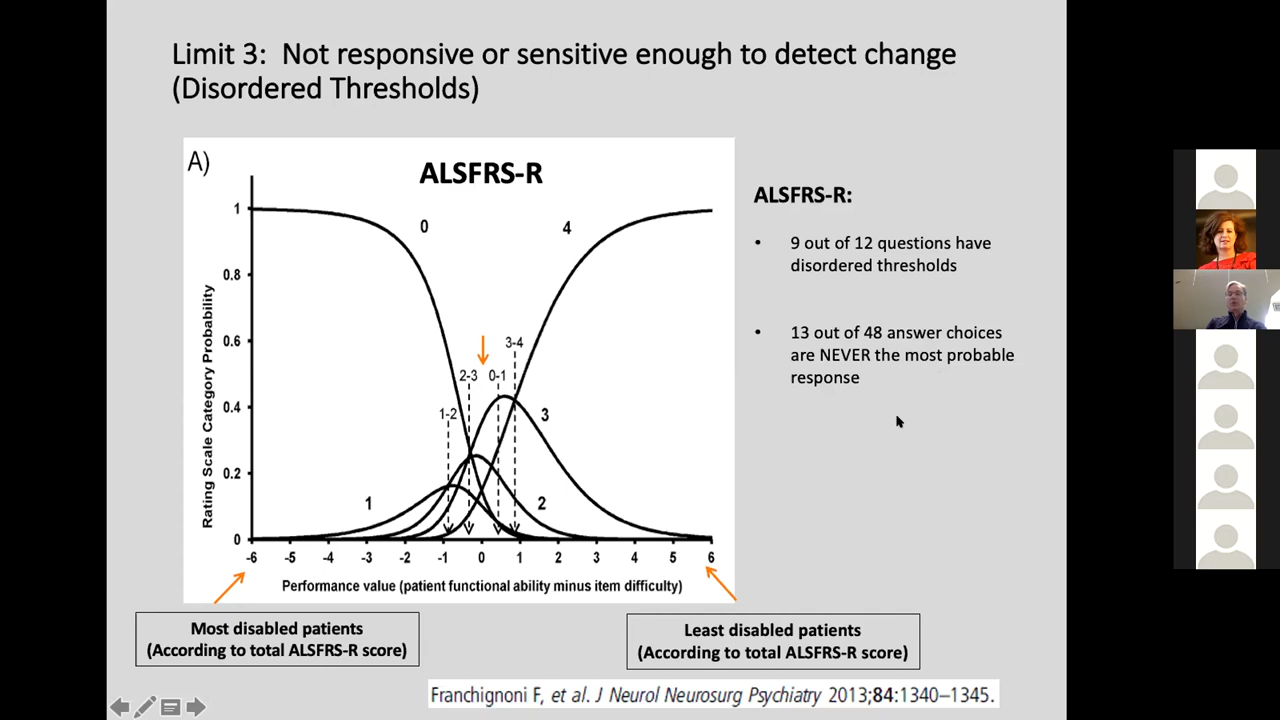 Limit 3:  Not responsive or sensitive enough to detect change
(Disordered Thresholds)
A)
ALSFRS-R
1
0.8
0.6
0.4
0.2
0
Rating Scale Category Probability
0
4
3-4
2-3
0-1
1-2
3
1
2
-6 -5 -4 -3 -2 -1 0 1 2 3 4 5 6
Performance value (patient functional ability minus item difficulty)
ALSFRS-R:
• 9 out of 12 questions have
disordered thresholds
• 13 out of 48 answer choices
are NEVER the most probable
response
Most disabled patients
(According to total ALSFRS-R score)
Least disabled patients
(According to total ALSFRS-R score)
Franchignoni F, et al. J Neurol Neurosurg Psychiatry 2013;84:1340–1345.